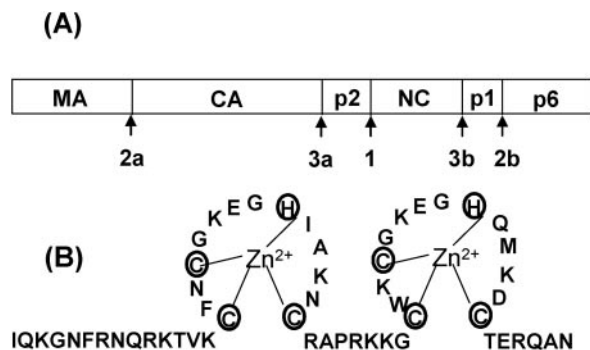 (A)
MA CA p2 NC p1 p6
2a 3a 1 3b 2b
(B)
IQKGNFRNQRKTVK C F N C G K E G H I A K N C RAPRKKG C W K C G K E G H Q M K D C TERQAN
Zn2+ Zn2+